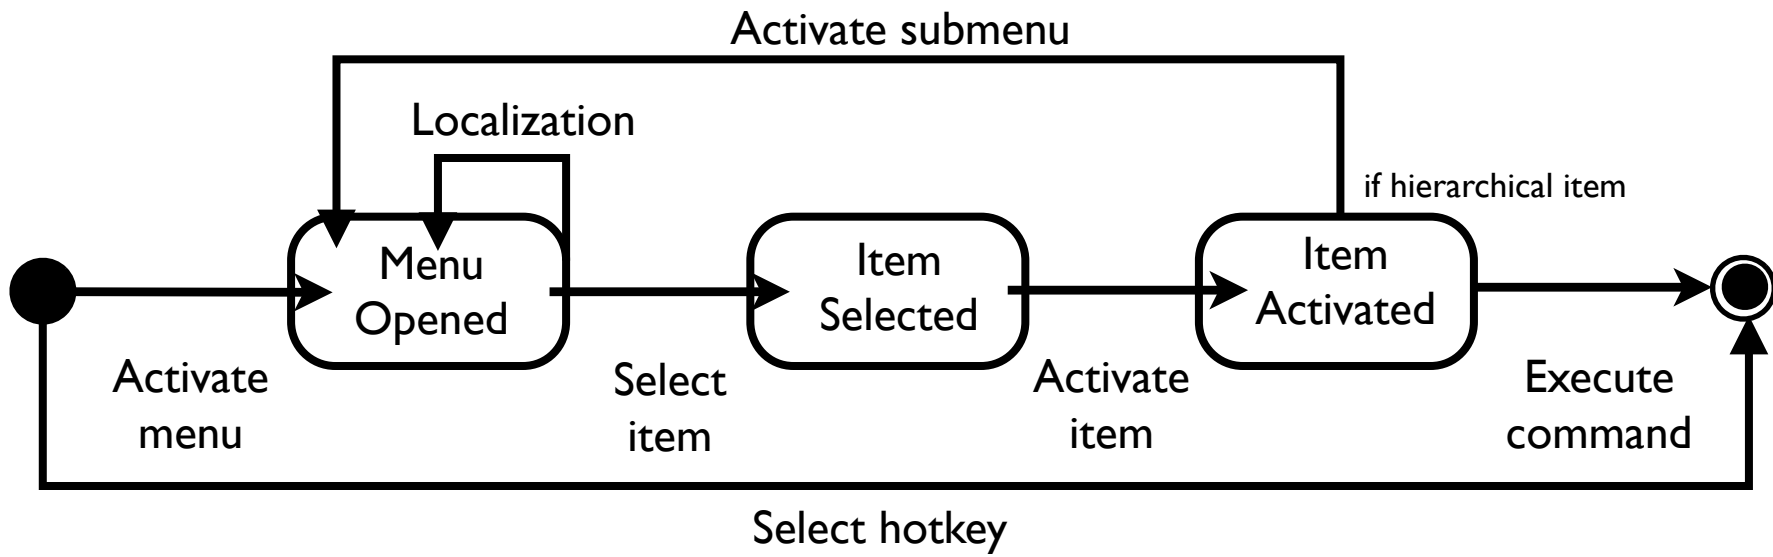 Activate submenu
Localization
if hierarchical item
Menu
Opened
Item
Selected
Item
Activated
Activate
menu
Select
item
Activate
item
Execute
command
Select hotkey